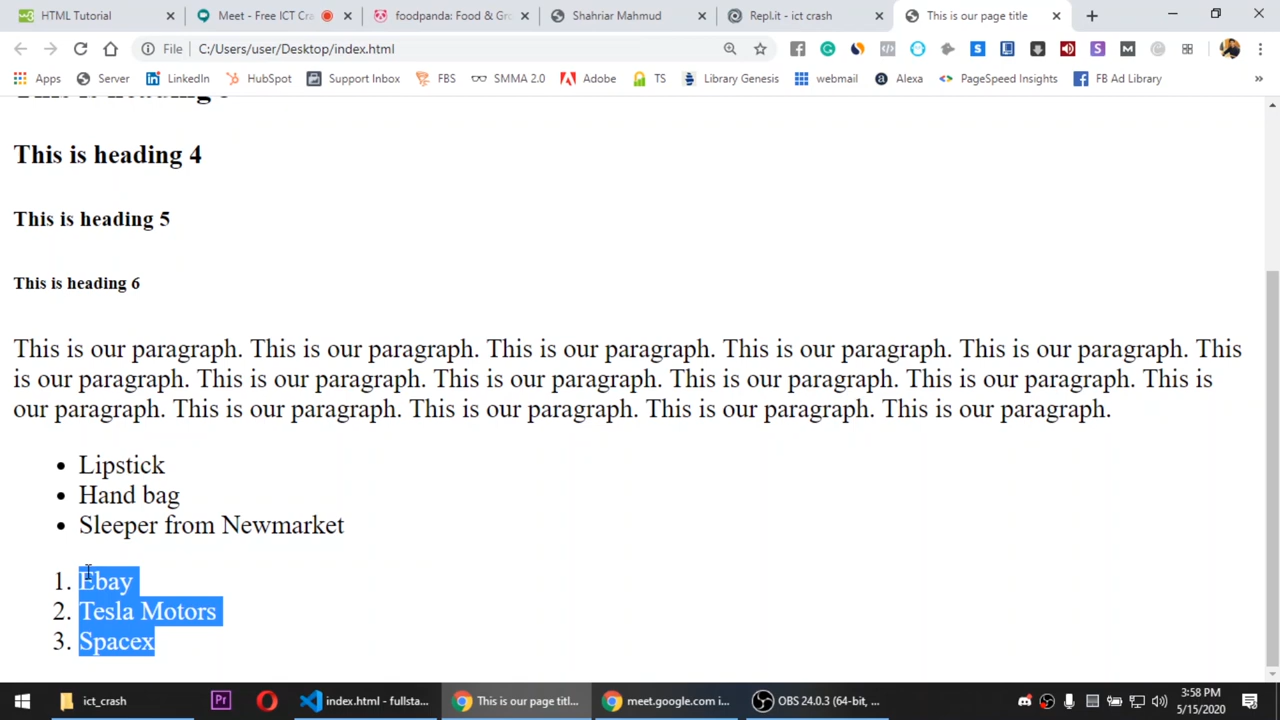 HTML Tutorial
Meet - Free ICT Cra
foodpanda: Food & Gro
Shahriar Mahmud
Repl.it - ict crash
This is our page title
File
C:/Users/user/Desktop/index.html
Apps
Server
LinkedIn
HubSpot
Support Inbox
FBS
SMMA 2.0
Adobe
TS
Library Genesis
webmail
Alexa
PageSpeed Insights
FB Ad Library
This is heading 4
This is heading 5
This is heading 6
This is our paragraph. This is our paragraph. This is our paragraph. This is our paragraph. This is our paragraph. This
is our paragraph. This is our paragraph. This is our paragraph. This is our paragraph. This is our paragraph. This is
our paragraph. This is our paragraph. This is our paragraph. This is our paragraph. This is our paragraph.
• Lipstick
• Hand bag
• Sleeper from Newmarket
1. Ebay
2. Tesla Motors
3. Spacex
ict_crash
index.html - fullsta...
This is our page titl...
meet.google.com i...
OBS 24.0.3 (64-bit, ...
3:58 PM
5/15/2020